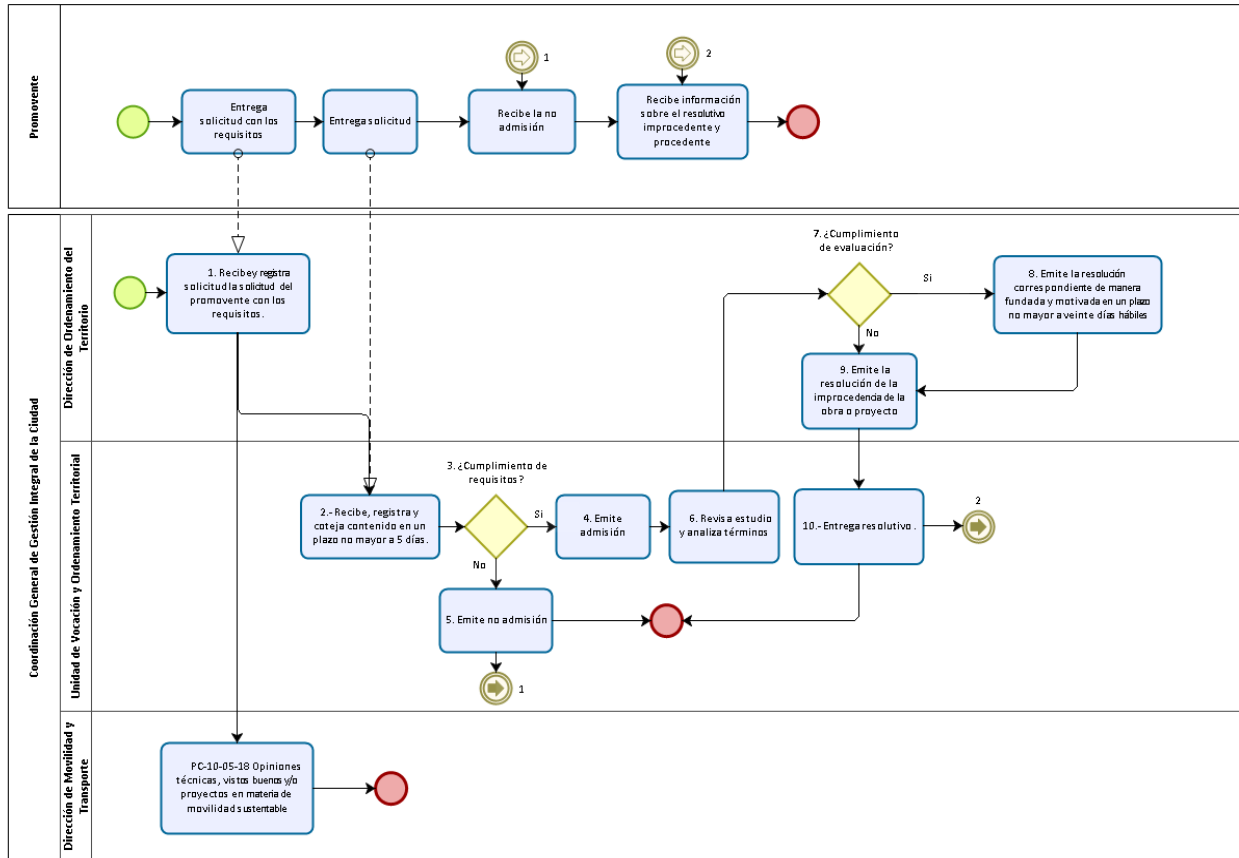 Promovente
Entrega
solicitud con los
requisitos
Entrega solicitud
1
Recibe la no
admisión
2
Recibe información
sobre el resolutivo
improcedente y
procedente
Coordinación General de Gestión Integral de la Ciudad
Dirección de Ordenamiento del
Territorio
1. Recibe y registra
solicitud la solicitud del
promovente con los
requisitos.
7. ¿Cumplimiento
de evaluación?
Si
No
8. Emite la resolución
correspondiente de manera
fundada y motivada en un plazo
no mayor a veinte días hábiles
9. Emite la
resolución de la
improcedencia de la
obra o proyecto
Unidad de Vocación y Ordenamiento Territorial
2.- Recibe, registra y
coteja contenido en un
plazo no mayor a 5 días.
3. ¿Cumplimiento de
requisitos?
Si
No
4. Emite
admisión
6. Revisa estudio
y analiza términos
10.- Entrega resolutivo.
2
5. Emite no admisión
1
Dirección de Movilidad y
Transporte
PC-10-05-18 Opiniones
técnicas, vistos buenos y/o
proyectos en materia de
movilidad sustentable